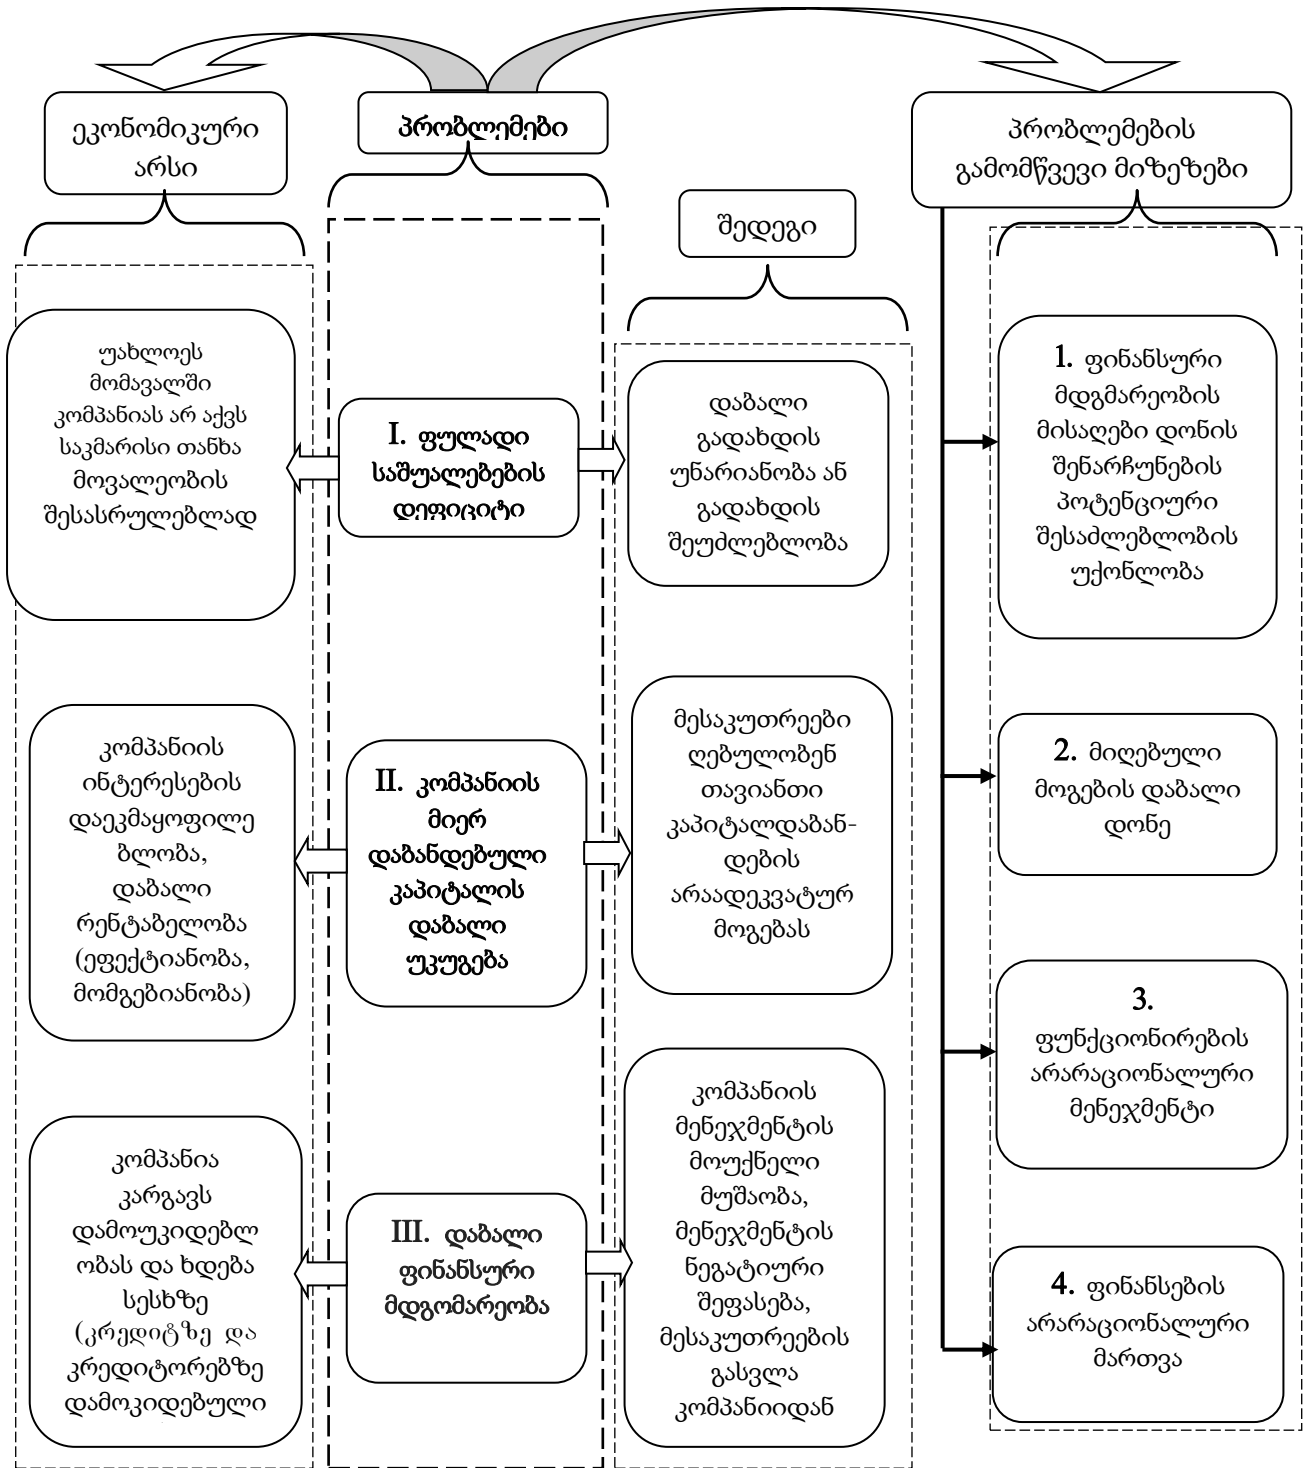 ეკონომიკური
არსი
პრობლემები
შედეგი
პრობლემების
გამომწვევი მიზეზები
უახლოეს
მომავალში
კომპანიას არ აქვს
საკმარისი თანხა
მოვალეობის
შესასრულებლად
I. ფულადი
საშუალებების
დეფიციტი
დაბალი
გადახდის
უნარიანობა ან
გადახდის
შეუძლებლობა
1. ფინანსური
მდგმარეობის
მისაღები დონის
შენარჩუნების
პოტენციური
შესაძლებლობის
უქონლობა
კომპანიის
ინტერესების
დაეკმაყოფილე
ბლობა,
დაბალი
რენტაბელობა
(ეფექტიანობა,
მომგებიანობა)
II. კომპანიის
მიერ
დაბანდებული
კაპიტალის
დაბალი
უკუგება
მესაკუთრეები
ღებულობენ
თავიანთი
კაპიტალდაბან-
დების
არაადეკვატურ
მოგებას
2. მიღებული
მოგების დაბალი
დონე
3.
ფუნქციონირების
არარაციონალური
მენეჯმენტი
კომპანია
კარგავს
დამოუკიდებლ
ობას და ხდება
სესხზე
(კრედიტზე და
კრედიტორებზე
დამოკიდებული
III. დაბალი
ფინანსური
მდგომარეობა
კომპანიის
მენეჯმენტის
მოუქნელი
მუშაობა,
მენეჯმენტის
ნეგატიური
შეფასება,
მესაკუთრეების
გასვლა
კომპანიიდან
4. ფინანსების
არარაციონალური
მართვა